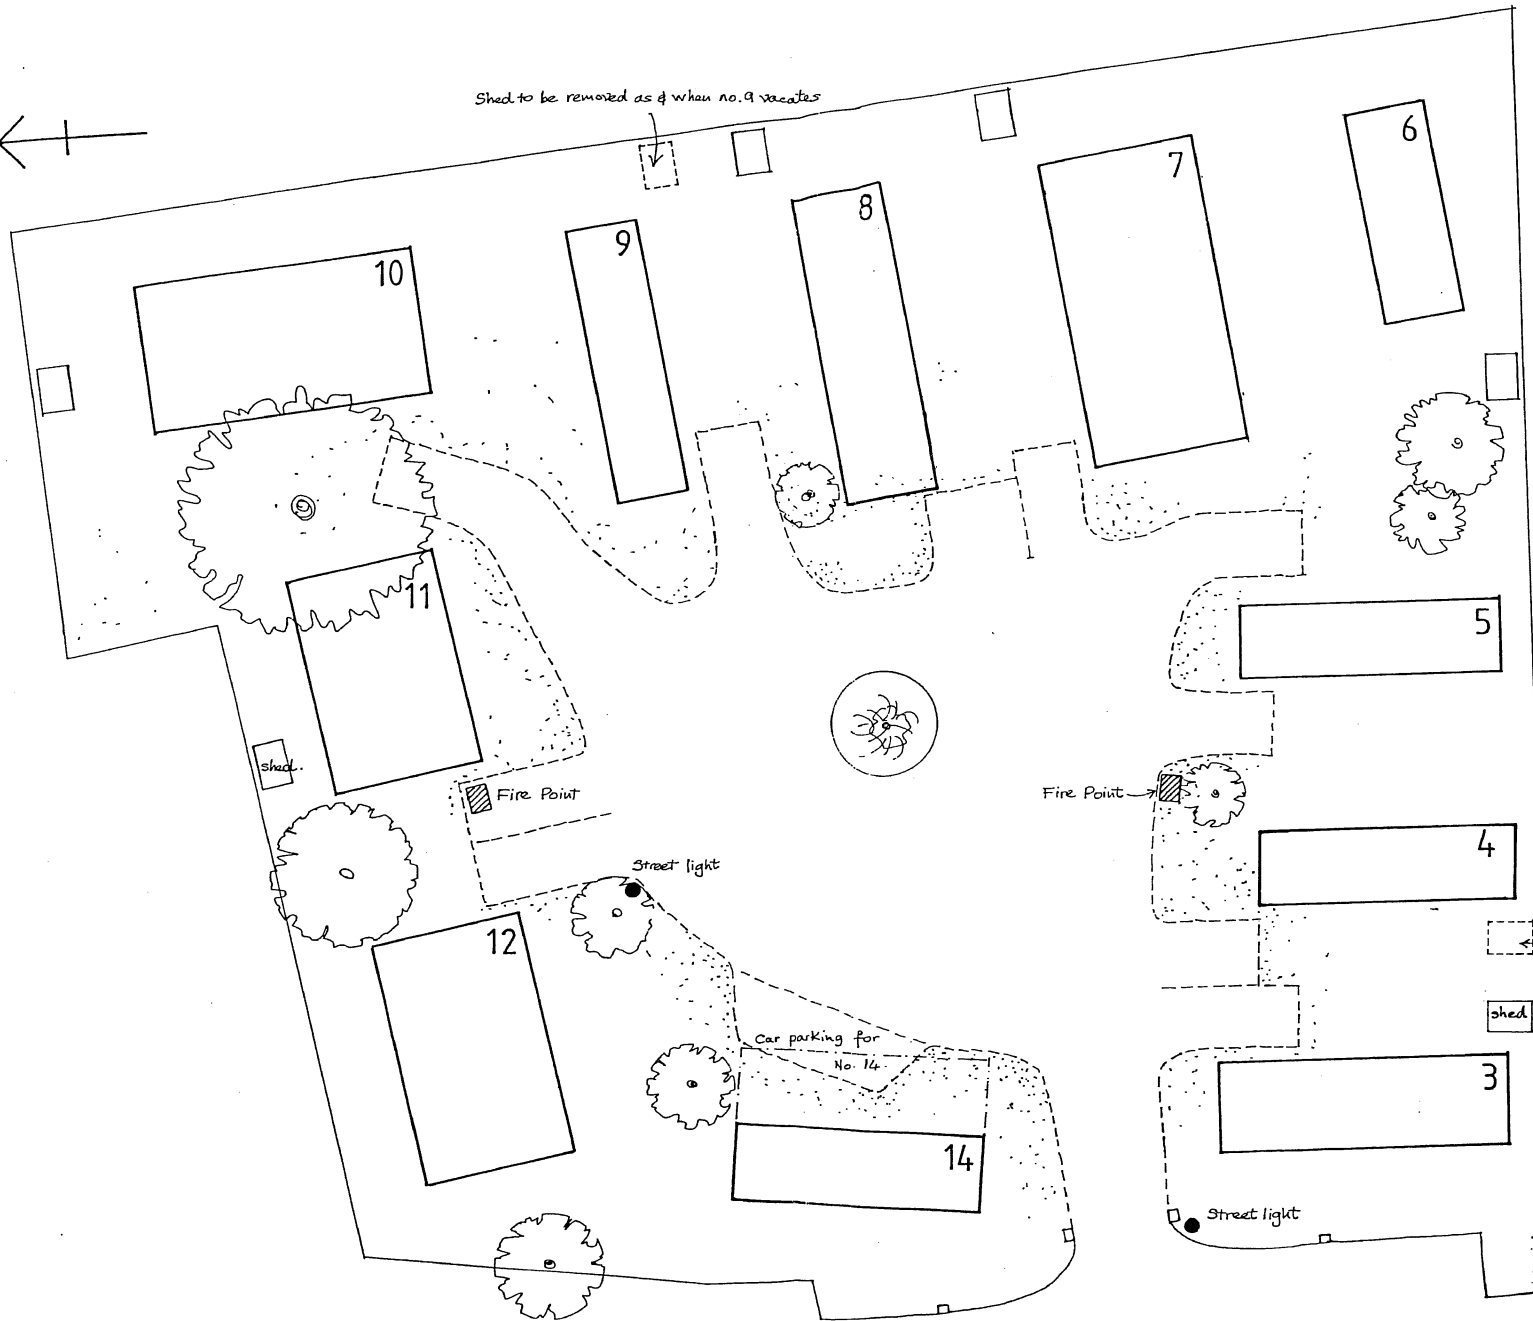 Shed to be removed as & when no. 9 vacates
6
7
8
9
10
11
5
shed.
Fire Point
Fire Point
4
Street light
12
shed
Car parking for
No. 14
3
14
Street light